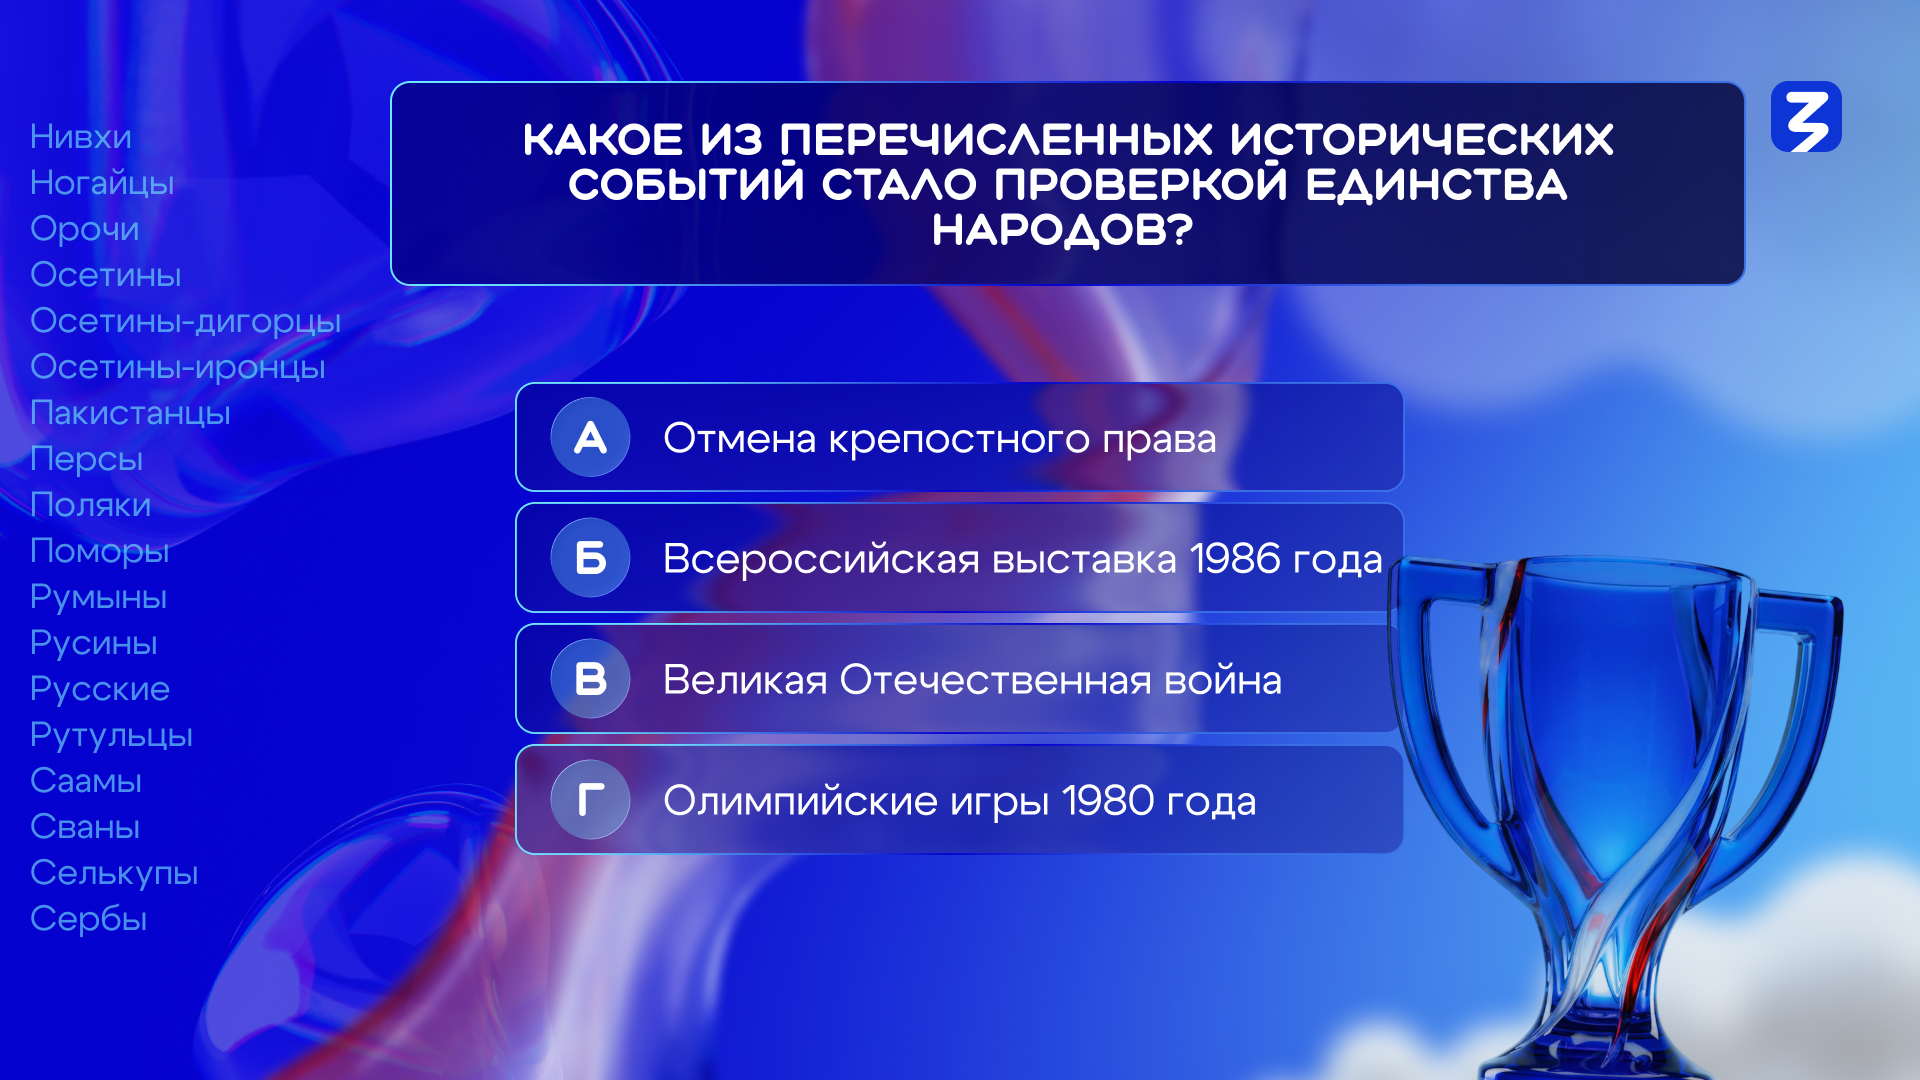 Нивхи
Ногайцы
Орочи
Осетины
Осетины-дигорцы
Осетины-иронцы
Пакистанцы
Персы
Поляки
Поморы
Румыны
Русины
Русские
Рутульцы
Саамы
Сваны
Селькупы
Сербы
КАКОЕ ИЗ ПЕРЕЧИСЛЕННЫХ ИСТОРИЧЕСКИХ
СОБЫТИЙ СТАЛО ПРОВЕРКОЙ ЕДИНСТВА
НАРОДОВ?
А Отмена крепостного права
Б Всероссийская выставка 1986 года
В Великая Отечественная война
Г Олимпийские игры 1980 года